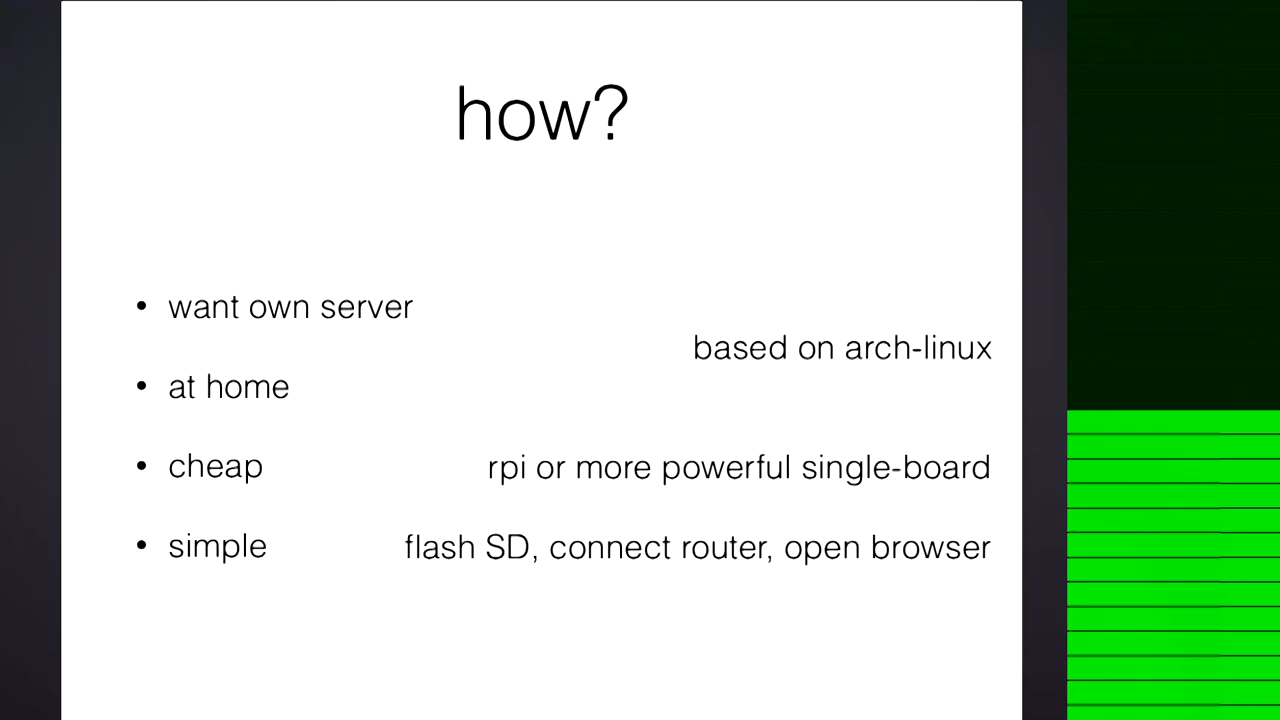 how?
• want own server
based on arch-linux
• at home
• cheap rpi or more powerful single-board
• simple flash SD, connect router, open browser